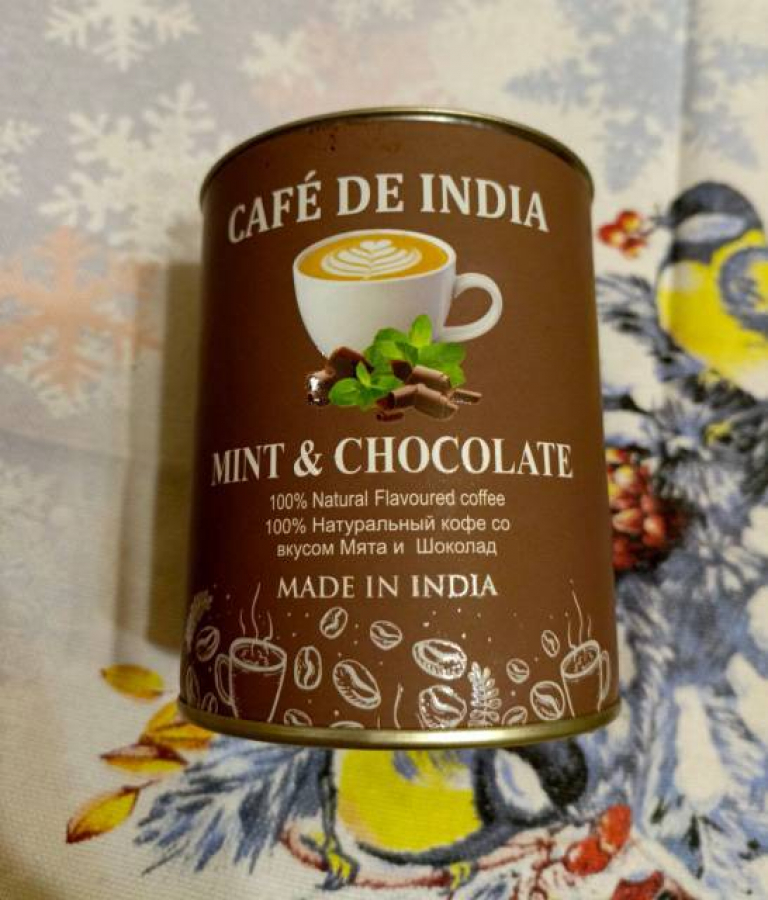 CAFÉ DE INDIA
MINT & CHOCOLATE
100% Natural Flavoured coffee
100% Натуральный кофе со
вкусом Мята и Шоколад
MADE IN INDIA